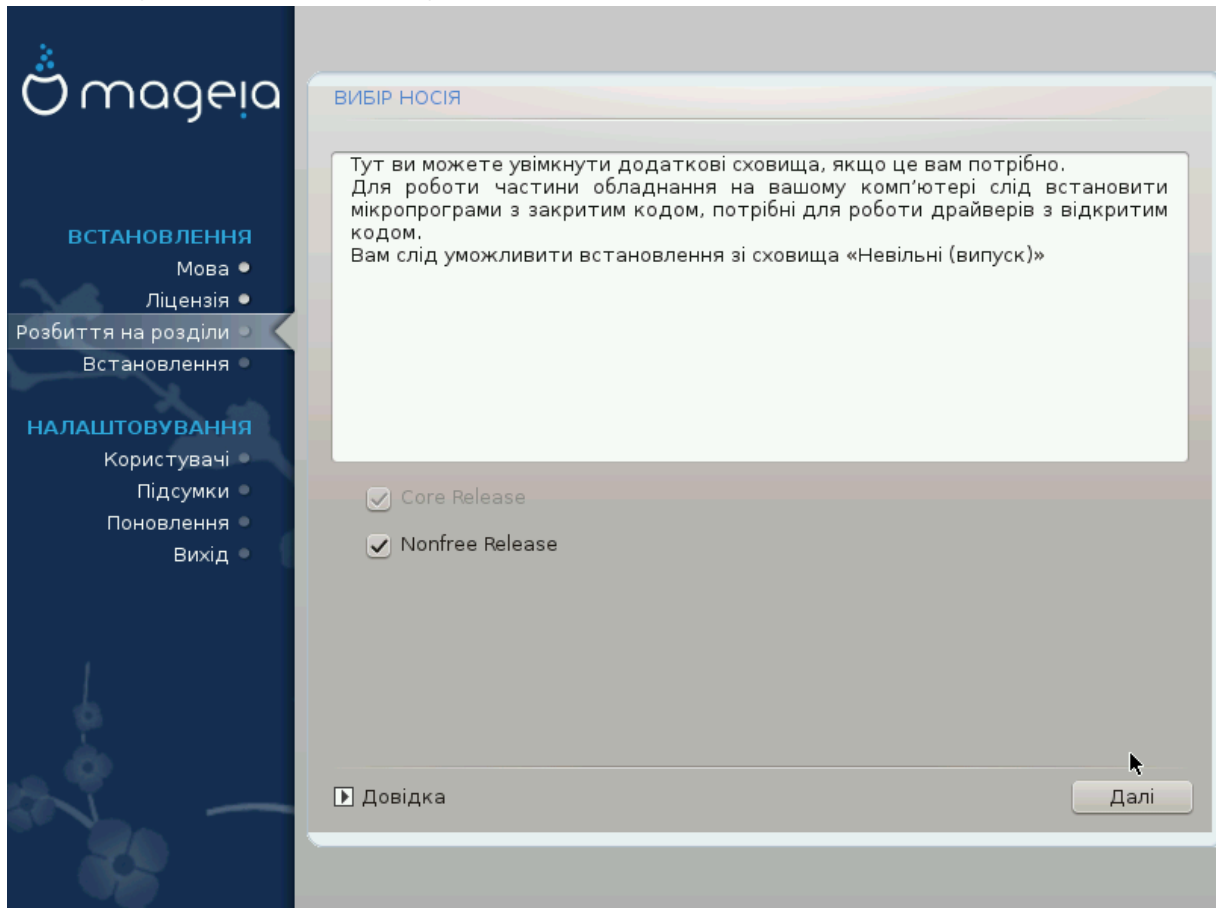 mageia
ВСТАНОВЛЕННЯ
Мова
Ліцензія
Розбиття на розділи
Встановлення
НАЛАШТОВУВАННЯ
Користувачі
Підсумки
Поновлення
Вихід
ВИБІР НОСІЯ
Тут ви можете увімкнути додаткові сховища, якщо це вам потрібно.
Для роботи частини обладнання на вашому комп’ютері слід встановити
мікропрограми з закритим кодом, потрібні для роботи драйверів з відкритим
кодом.
Вам слід уможливити встановлення зі сховища «Невільні (випуск)»
Core Release
Nonfree Release
Довідка
Далі